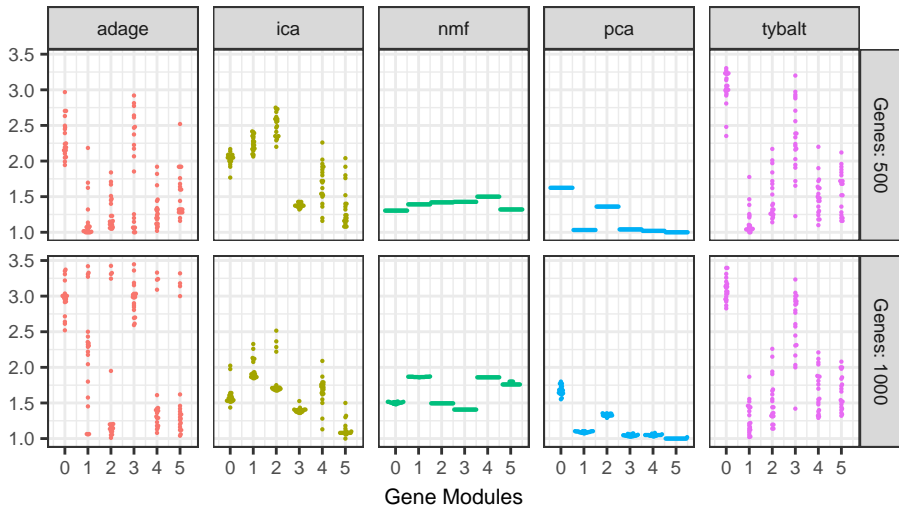 adage ica nmf pca tybalt
3.5
3.0
2.5
2.0
1.5
1.0
Genes: 500
3.5
3.0
2.5
2.0
1.5
1.0
Genes: 1000
0 1 2 3 4 5 0 1 2 3 4 5 0 1 2 3 4 5 0 1 2 3 4 5 0 1 2 3 4 5
Gene Modules